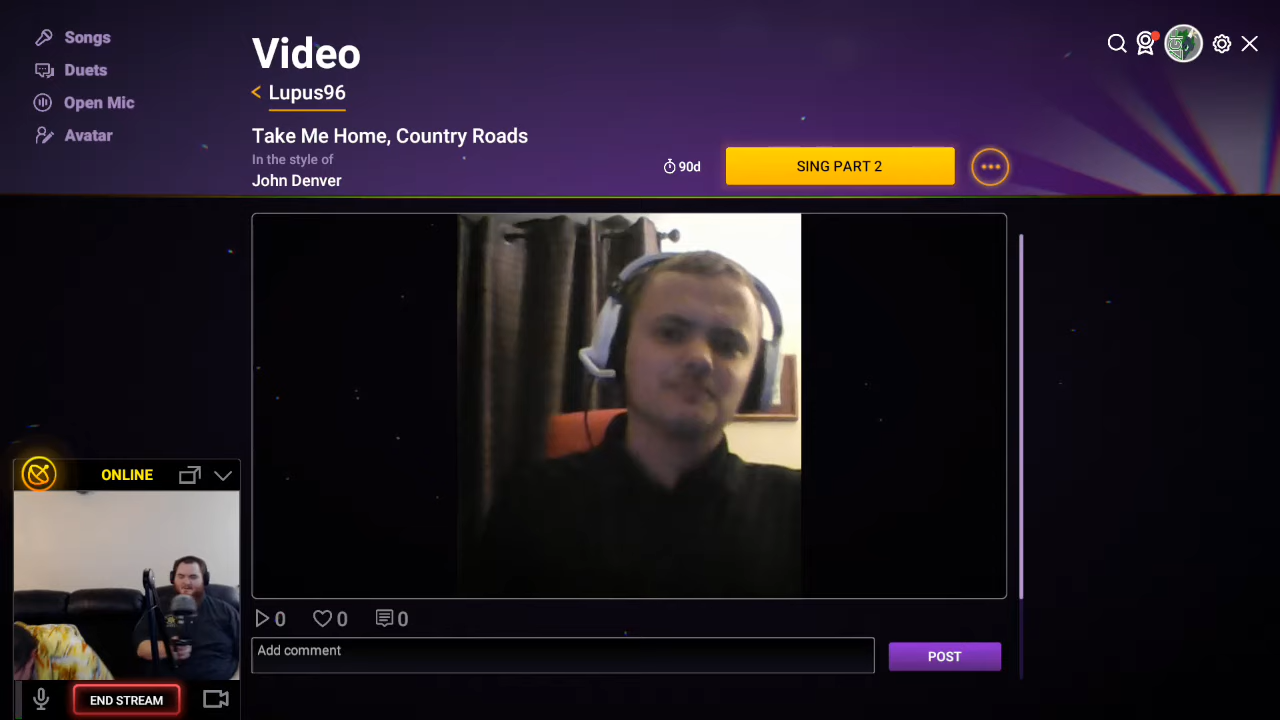 Songs
Duets
Open Mic
Avatar
Video
< Lupus96
Take Me Home, Country Roads
In the style of
John Denver
90d
SING PART 2
ONLINE
END STREAM
0
0
0
Add comment
POST